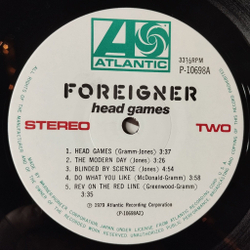 ATLANTIC
33⅓RPM
P-10698A
FOREIGNER
head games
STEREO
TWO
1. HEAD GAMES (Gramm-Jones) 3:37
2. THE MODERN DAY (Jones) 3:26
3. BLINDED BY SCIENCE (Jones) 4:54
4. DO WHAT YOU LIKE (McDonald-Gramm)
3:58
5. REV ON THE RED LINE (Greenwood-Gramm)
3:35
℗ 1979 Atlantic Recording Corporation
(P-10698A2)